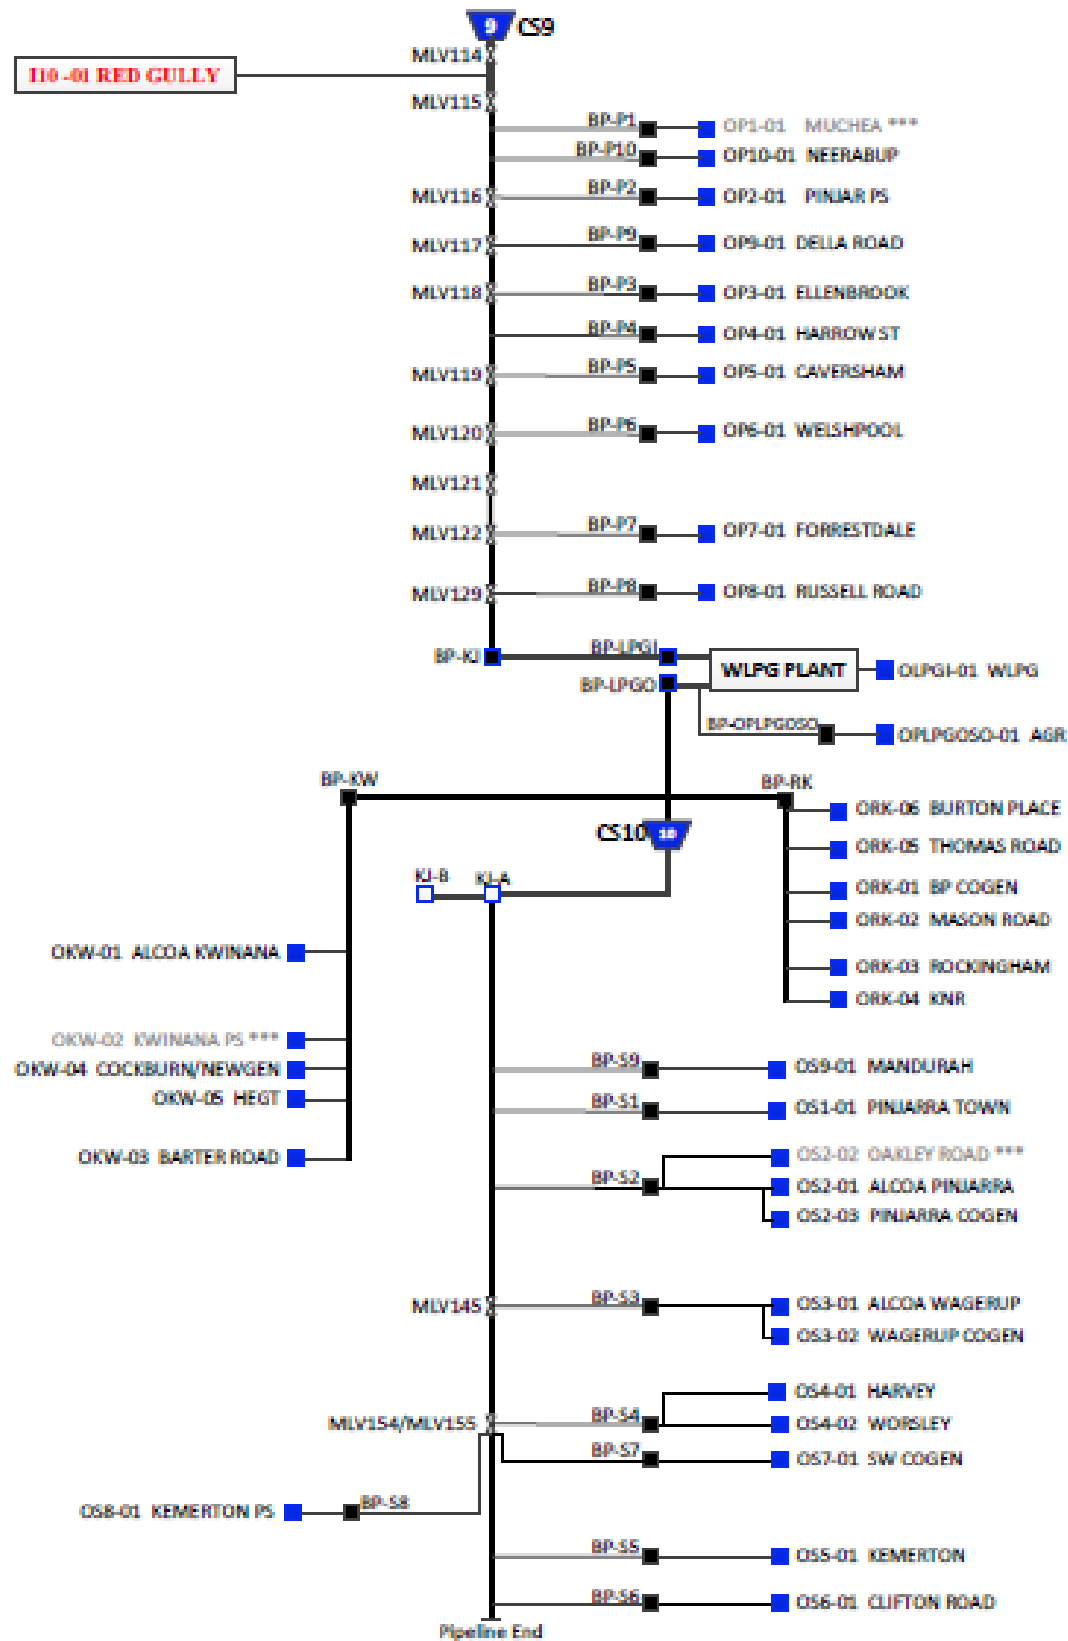 9 CS9
MLV114
I10 -01 RED GULLY
MLV115
BP-P1 OP1-01 MUCHEA ***
BP-P10 OP10-01 NEERABUP
MLV116 BP-P2 OP2-01 PINJAR PS
MLV117 BP-P9 OP9-01 DELLA ROAD
MLV118 BP-P3 OP3-01 ELLENBROOK
BP-P4 OP4-01 HARROW ST
MLV119 BP-P5 OP5-01 CAVERSHAM
MLV120 BP-P6 OP6-01 WELSHPOOL
MLV121
MLV122 BP-P7 OP7-01 FORRESTDALE
MLV129 BP-P8 OP8-01 RUSSELL ROAD
BP-KJ BP-LPGI
BP-LPGO WLPG PLANT OLPGI-01 WLPG
BP-OPLPGOSO OPLPGOSO-01 AGR
BP-KW BP-RK
ORK-06 BURTON PLACE
CS10 10
ORK-05 THOMAS ROAD
KJ-B KJ-A ORK-01 BP COGEN
ORK-02 MASON ROAD
OKW-01 ALCOA KWINANA
ORK-03 ROCKINGHAM
ORK-04 KNR
OKW-02 KWINANA PS ***
OKW-04 COCKBURN/NEWGEN
BP-S9 OS9-01 MANDURAH
OKW-05 HEGT
BP-S1 OS1-01 PINJARRA TOWN
OKW-03 BARTER ROAD
OS2-02 OAKLEY ROAD ***
BP-S2 OS2-01 ALCOA PINJARRA
OS2-03 PINJARRA COGEN
MLV145 BP-S3 OS3-01 ALCOA WAGERUP
OS3-02 WAGERUP COGEN
OS4-01 HARVEY
MLV154/MLV155 BP-S4 OS4-02 WORSLEY
BP-S7 OS7-01 SW COGEN
OS8-01 KEMERTON PS BP-S8
BP-S5 OS5-01 KEMERTON
BP-S6 OS6-01 CLIFTON ROAD
Pipeline End